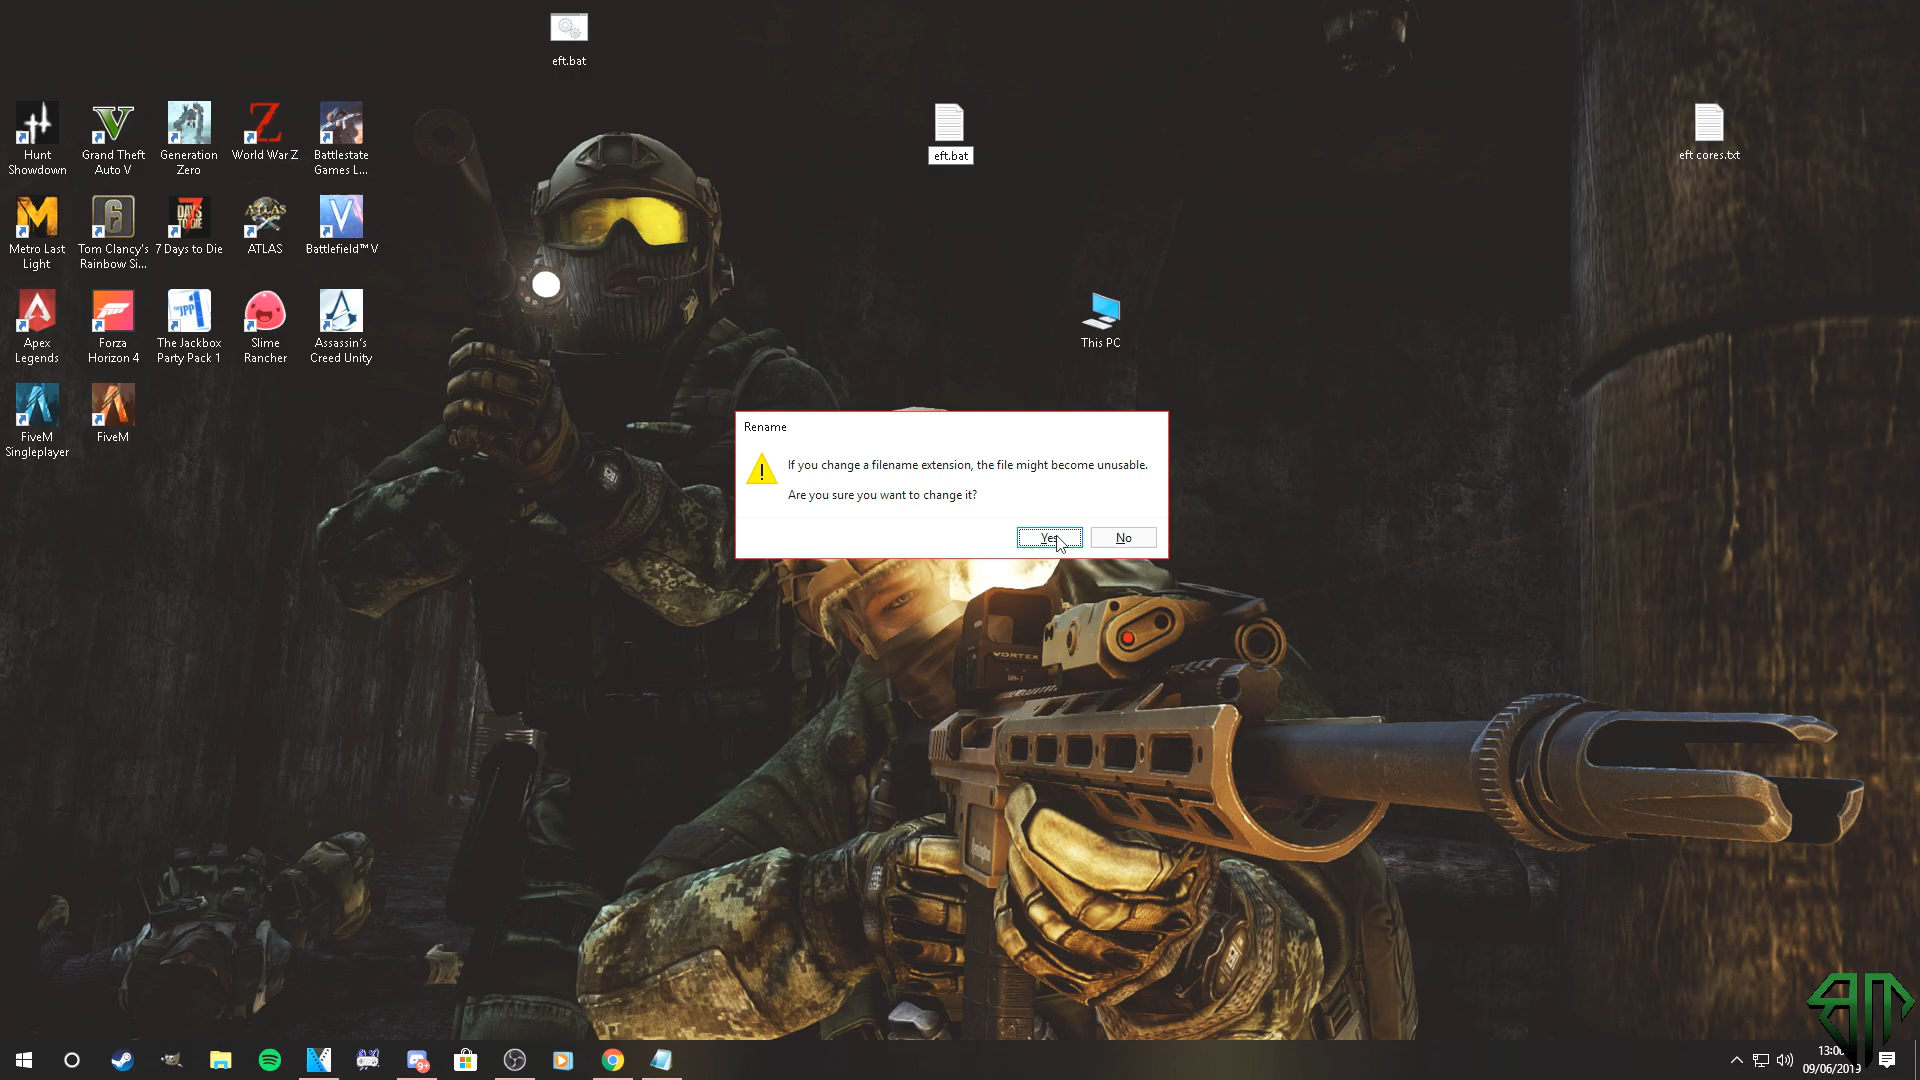 eft.bat
eft.bat
eft cores.txt
Hunt
Showdown
Grand Theft
Auto V
Generation
Zero
World War Z
Battlestate
Games L...
Metro Last
Light
Tom Clancy's
Rainbow Si...
7 Days to Die
ATLAS
Battlefield™ V
Apex
Legends
Forza
Horizon 4
The Jackbox
Party Pack 1
Slime
Rancher
Assassin's
Creed Unity
FiveM
Singleplayer
FiveM
This PC
Rename
If you change a filename extension, the file might become unusable.
Are you sure you want to change it?
Yes
No
VORTEX
9+
09/06/2019